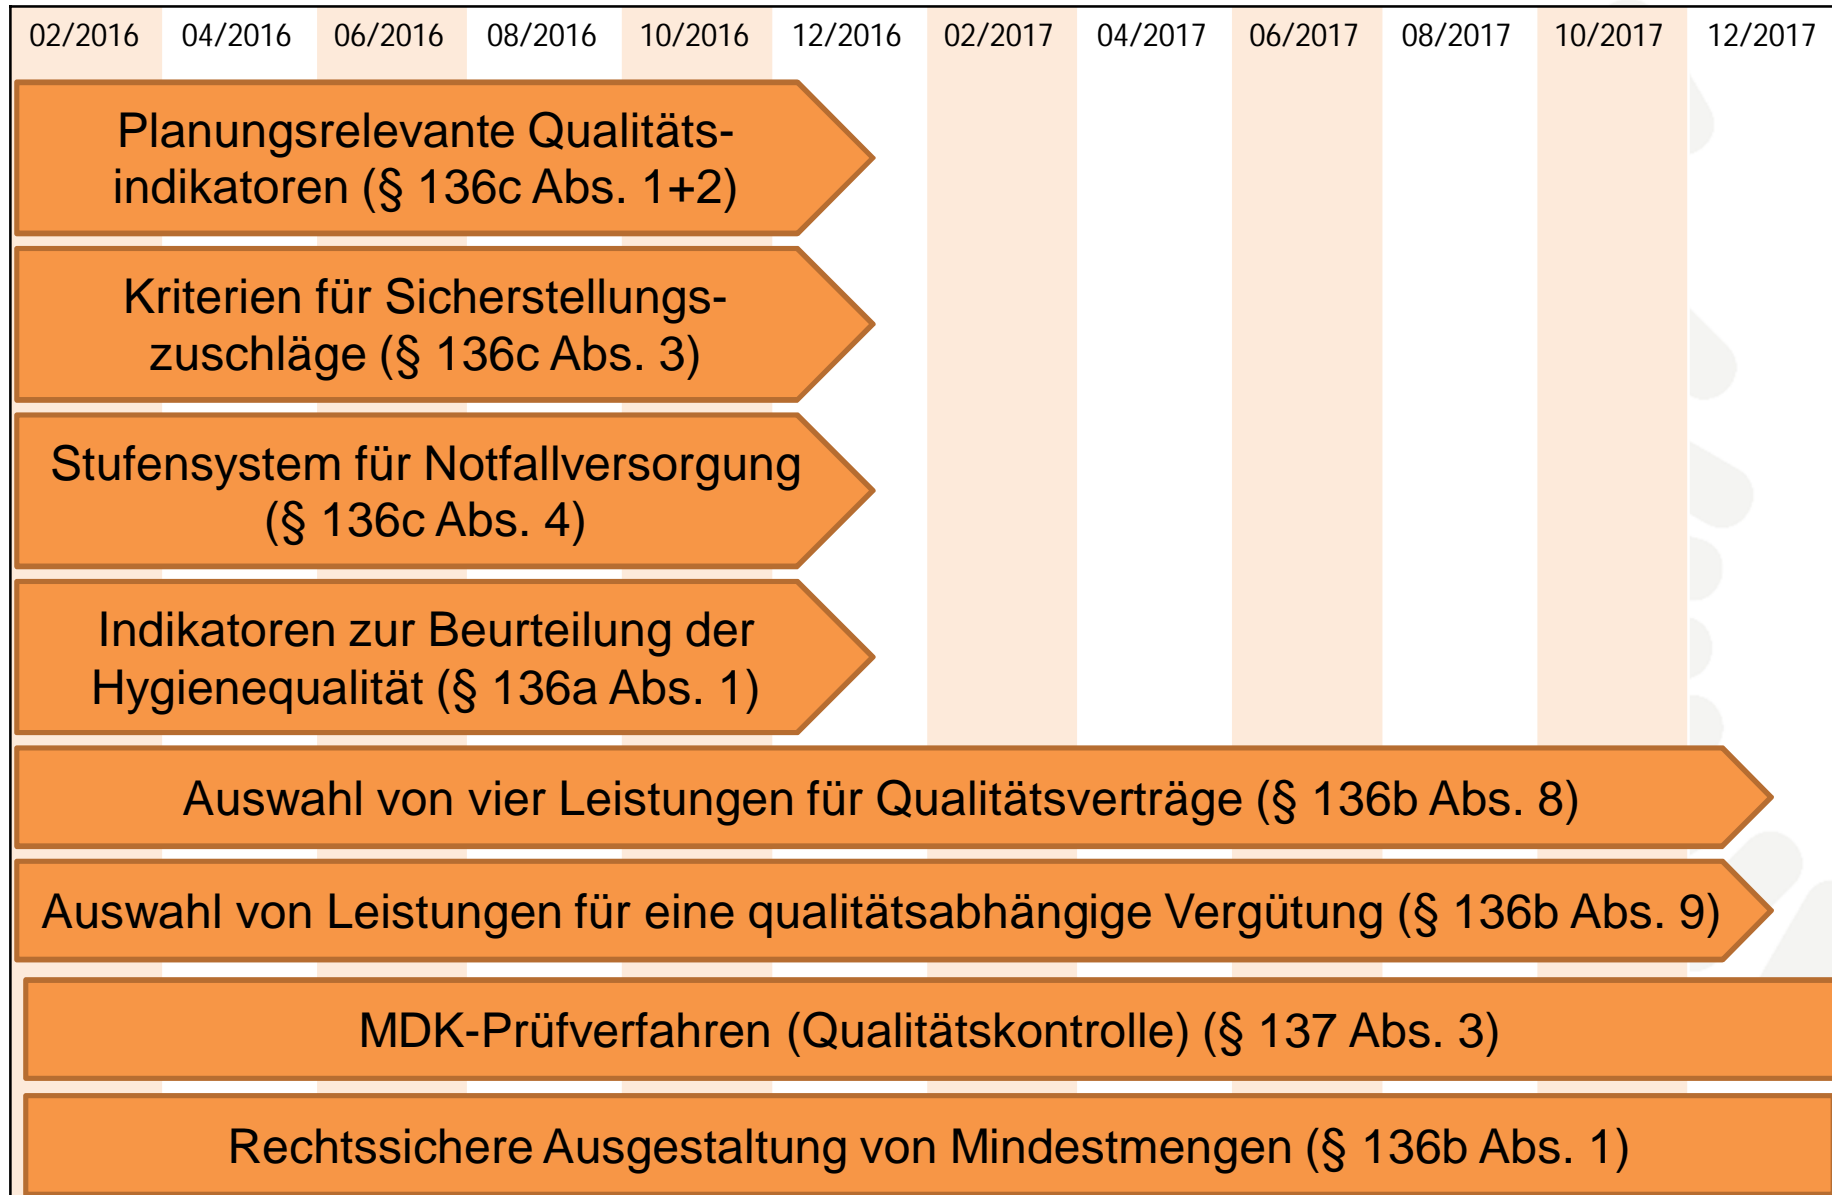 02/2016 04/2016 06/2016 08/2016 10/2016 12/2016 02/2017 04/2017 06/2017 08/2017 10/2017 12/2017
Planungsrelevante Qualitäts-
indikatoren (§ 136c Abs. 1+2)
Kriterien für Sicherstellungs-
zuschläge (§ 136c Abs. 3)
Stufensystem für Notfallversorgung
(§ 136c Abs. 4)
Indikatoren zur Beurteilung der
Hygienequalität (§ 136a Abs. 1)
Auswahl von vier Leistungen für Qualitätsverträge (§ 136b Abs. 8)
Auswahl von Leistungen für eine qualitätsabhängige Vergütung (§ 136b Abs. 9)
MDK-Prüfverfahren (Qualitätskontrolle) (§ 137 Abs. 3)
Rechtssichere Ausgestaltung von Mindestmengen (§ 136b Abs. 1)